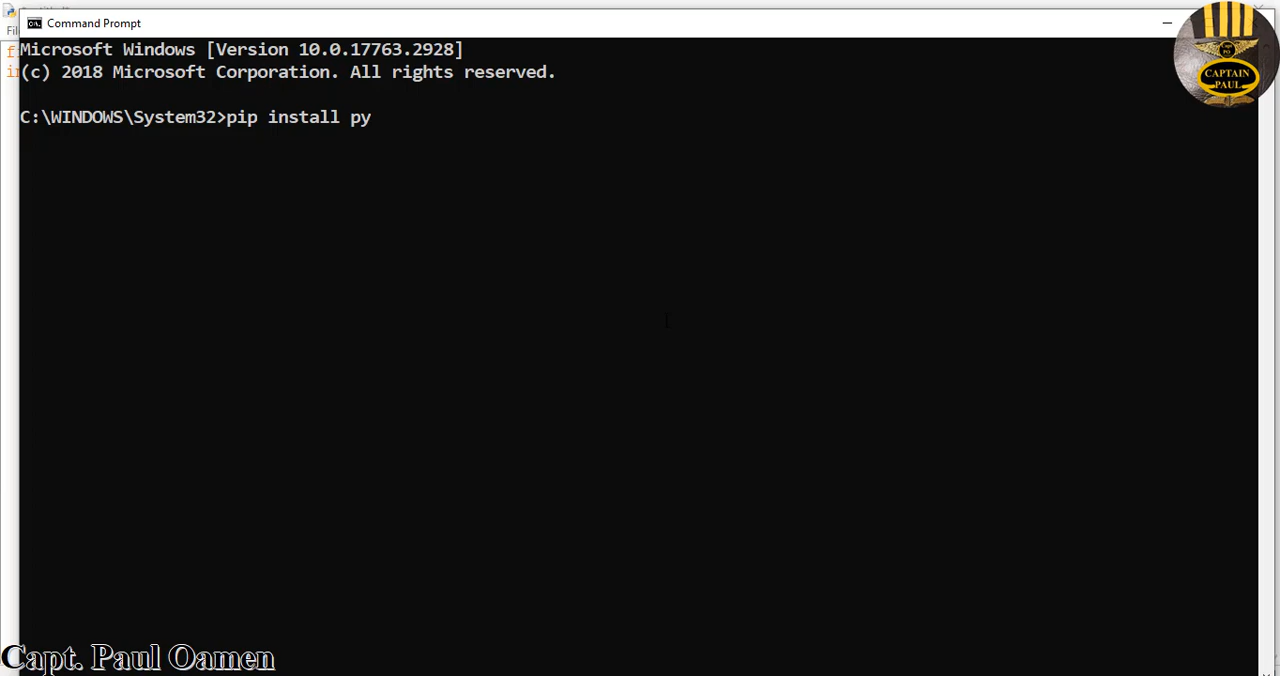 Command Prompt
Microsoft Windows [Version 10.0.17763.2928]
(c) 2018 Microsoft Corporation. All rights reserved.
C:\WINDOWS\System32>pip install py
CAPTAIN
PAUL
Capt. Paul Oamen